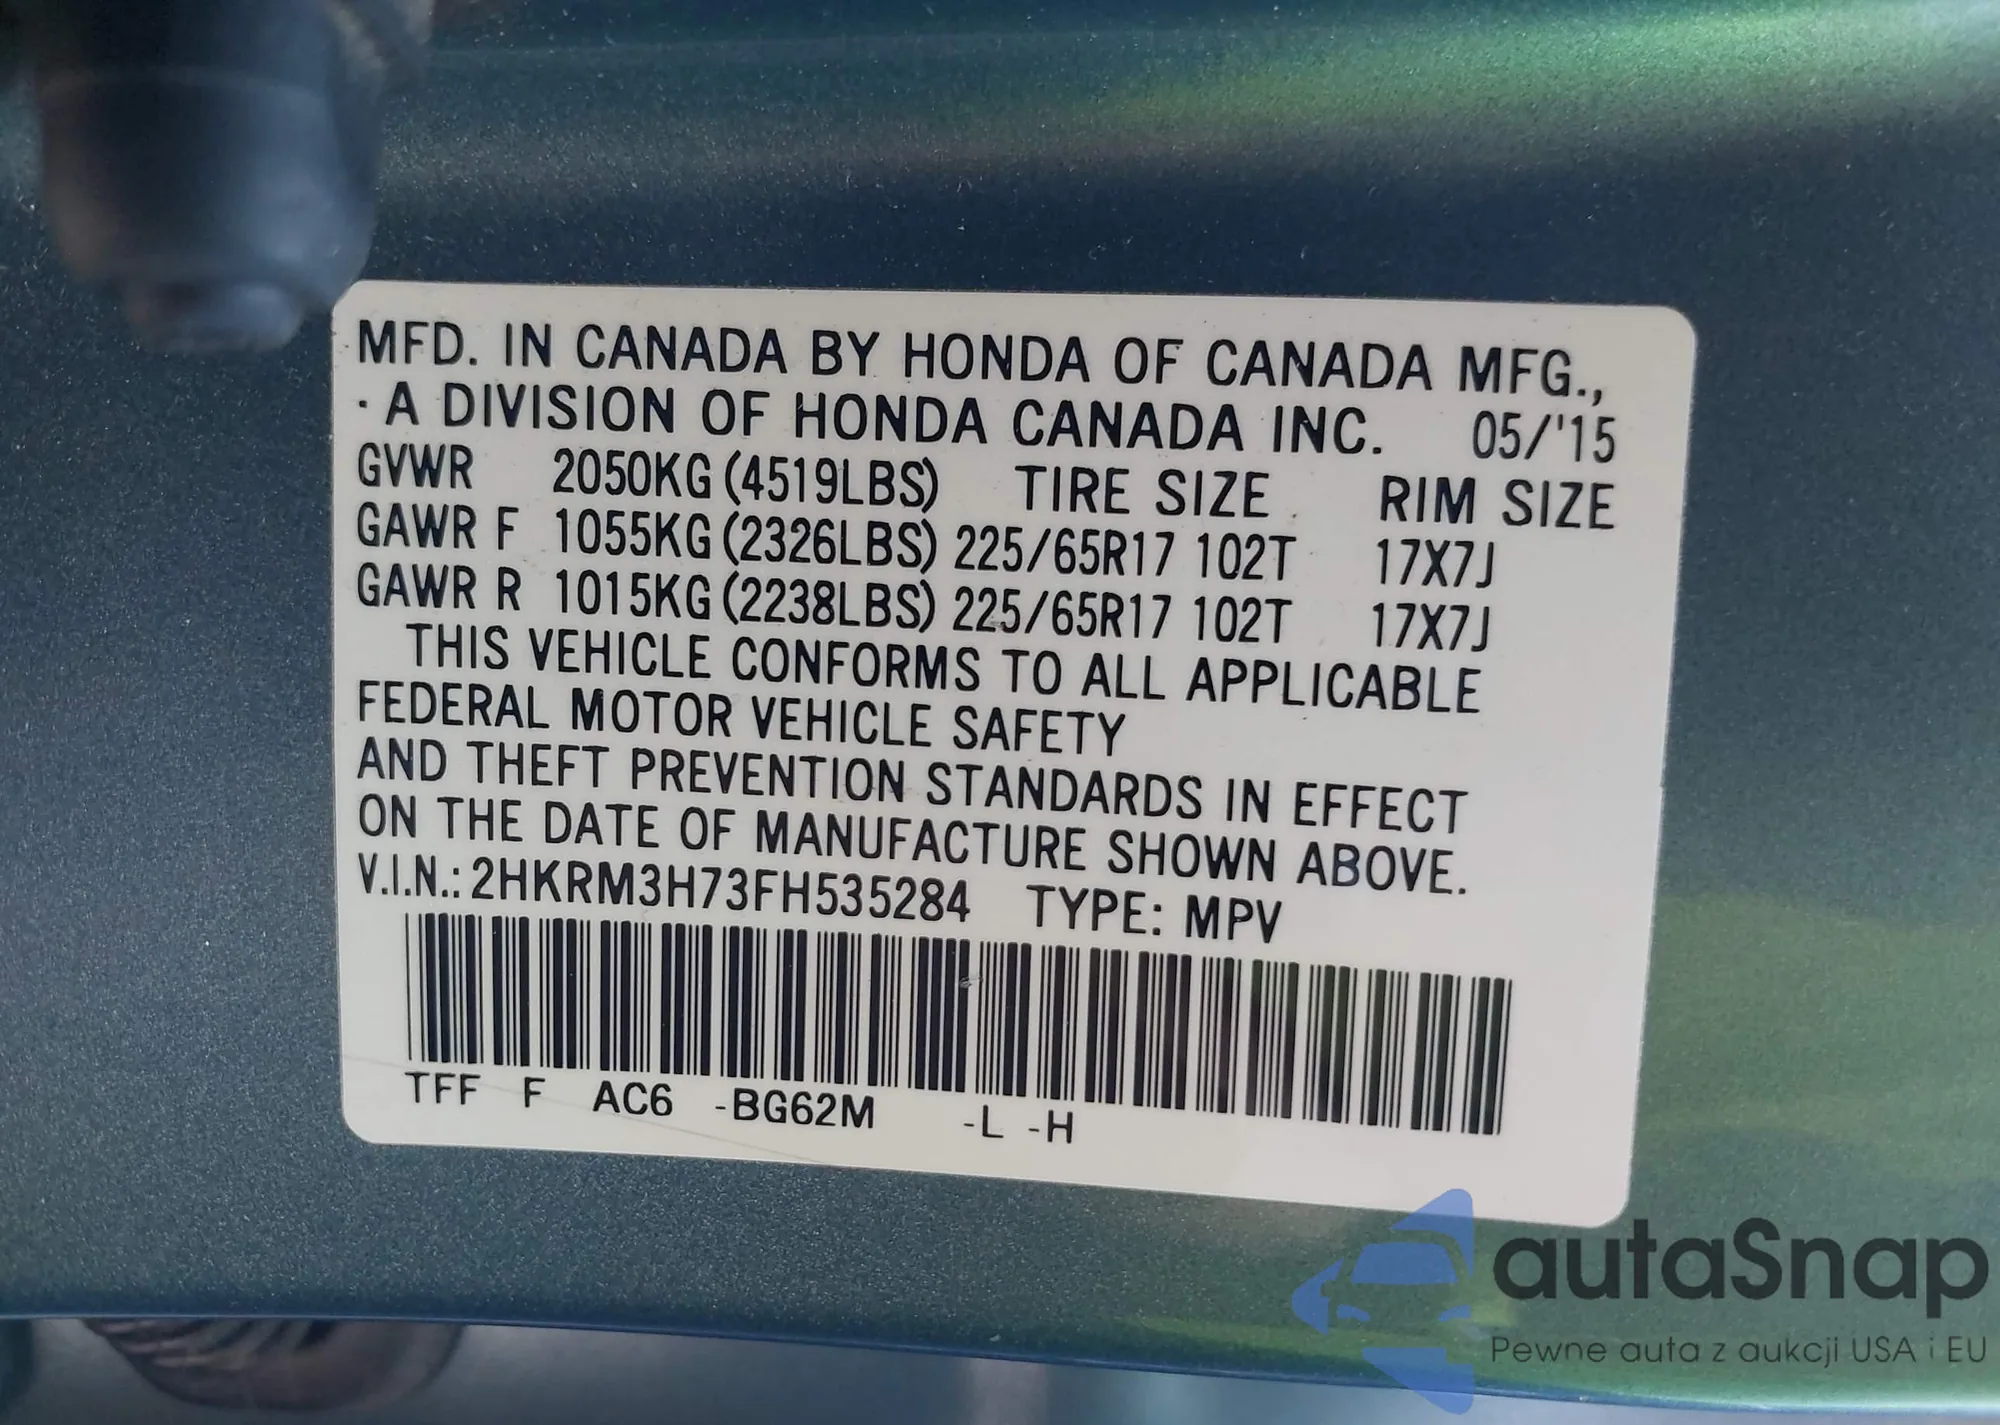 MFD. IN CANADA BY HONDA OF CANADA MFG.,
· A DIVISION OF HONDA CANADA INC. 05/'15
GVWR 2050KG (4519LBS) TIRE SIZE RIM SIZE
GAWR F 1055KG (2326LBS) 225/65R17 102T 17X7J
GAWR R 1015KG (2238LBS) 225/65R17 102T 17X7J
THIS VEHICLE CONFORMS TO ALL APPLICABLE
FEDERAL MOTOR VEHICLE SAFETY
AND THEFT PREVENTION STANDARDS IN EFFECT
ON THE DATE OF MANUFACTURE SHOWN ABOVE.
V.I.N.: 2HKRM3H73FH535284 TYPE: MPV
TFF F AC6 -BG62M -L -H
autaSnap
Pewne auta z aukcji USA i EU